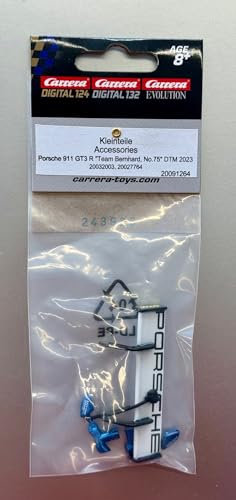 AGE
8+
Carrera Carrera Carrera
DIGITAL 124 DIGITAL 132 EVOLUTION
Kleinteile
Accessories
Porsche 911 GT3 R "Team Bernhard, No.75" DTM 2023
20032003, 20027764
20091264
carrera-toys.com
PORSCHE